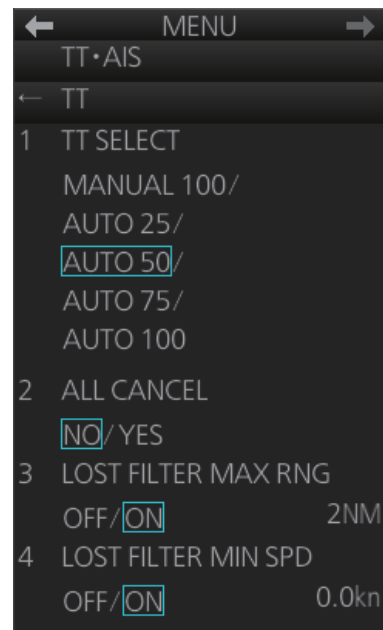 ← MENU →
TT•AIS
← TT
1 TT SELECT
MANUAL 100/
AUTO 25/
AUTO 50/
AUTO 75/
AUTO 100
2 ALL CANCEL
NO/YES
3 LOST FILTER MAX RNG
OFF/ON 2NM
4 LOST FILTER MIN SPD
OFF/ON 0.0kn